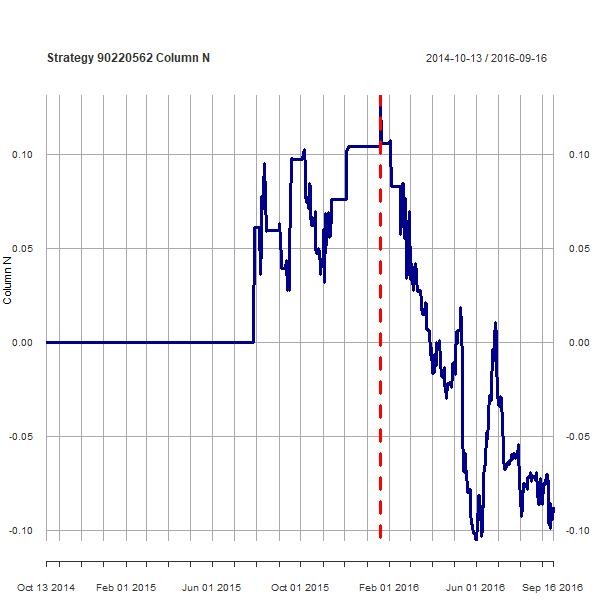 Strategy 90220562 Column N
2014-10-13 / 2016-09-16
0.10
0.10
0.05
0.05
Column N
0.00
0.00
-0.05
-0.05
-0.10
-0.10
Oct 13 2014
Feb 01 2015
Jun 01 2015
Oct 01 2015
Feb 01 2016
Jun 01 2016
Sep 16 2016